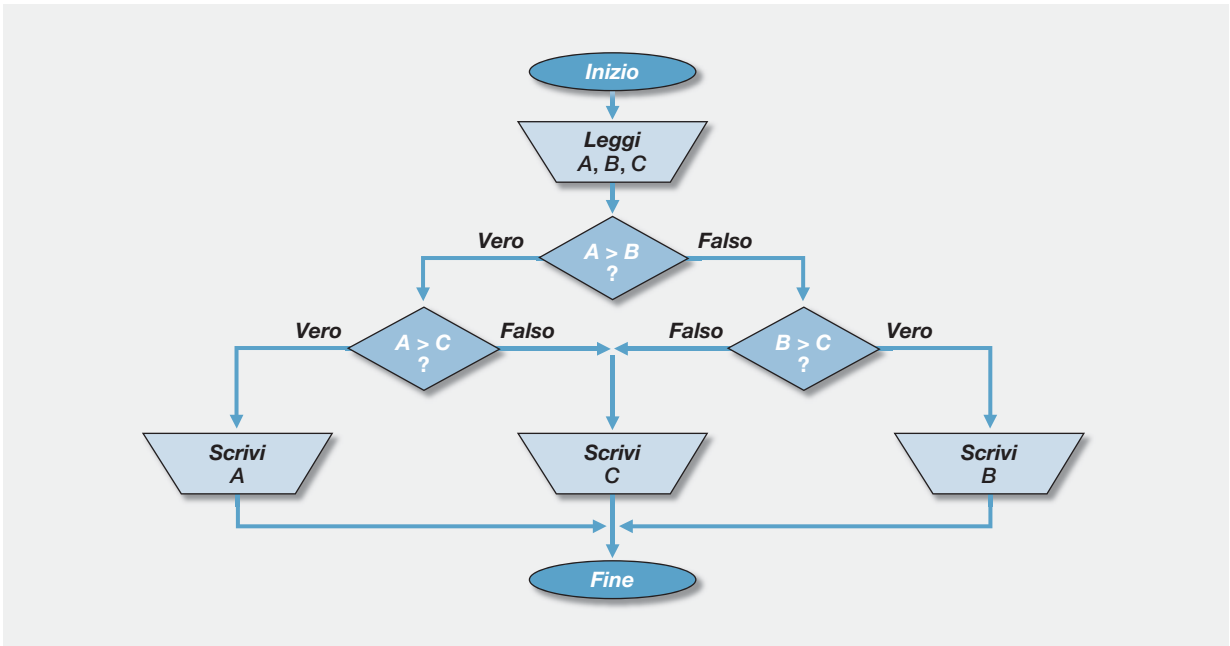 Inizio
Leggi
A, B, C
Vero
A > B
?
Falso
Vero
A > C
?
Falso
Falso
B > C
?
Vero
Scrivi
A
Scrivi
C
Scrivi
B
Fine